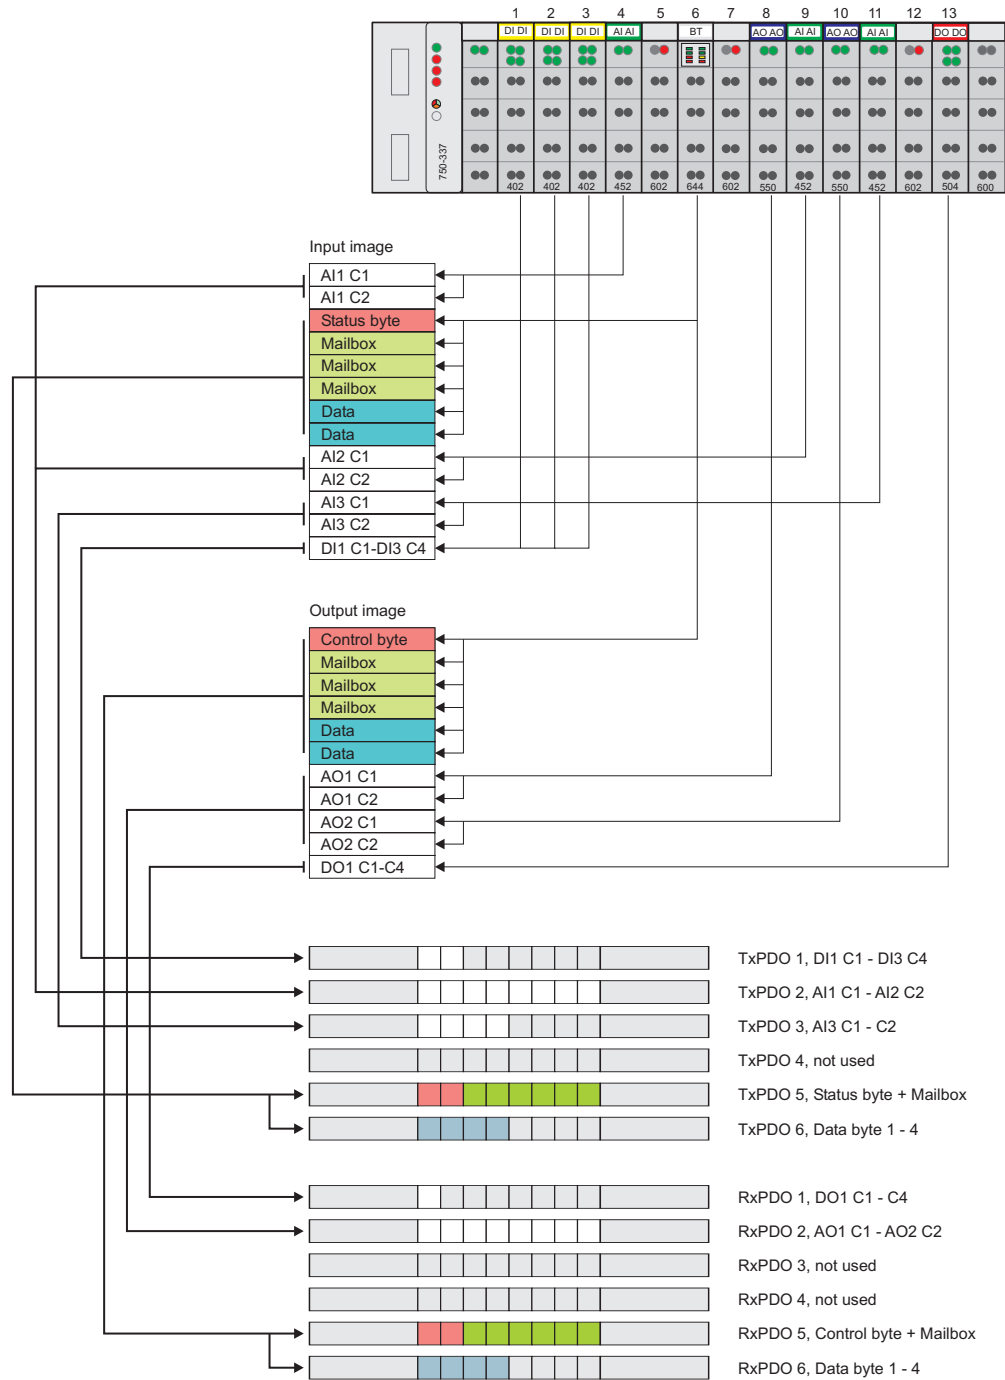 1 2 3 4 5 6 7 8 9 10 11 12 13
DI DI DI DI DI DI AI AI BT AO AO AI AI AO AO AI AI DO DO
750-337
402 402 402 452 602 644 602 550 452 550 452 602 504 600
Input image
AI1 C1
AI1 C2
Status byte
Mailbox
Mailbox
Mailbox
Data
Data
AI2 C1
AI2 C2
AI3 C1
AI3 C2
DI1 C1-DI3 C4
Output image
Control byte
Mailbox
Mailbox
Mailbox
Data
Data
AO1 C1
AO1 C2
AO2 C1
AO2 C2
DO1 C1-C4
TxPDO 1, DI1 C1 - DI3 C4
TxPDO 2, AI1 C1 - AI2 C2
TxPDO 3, AI3 C1 - C2
TxPDO 4, not used
TxPDO 5, Status byte + Mailbox
TxPDO 6, Data byte 1 - 4
RxPDO 1, DO1 C1 - C4
RxPDO 2, AO1 C1 - AO2 C2
RxPDO 3, not used
RxPDO 4, not used
RxPDO 5, Control byte + Mailbox
RxPDO 6, Data byte 1 - 4